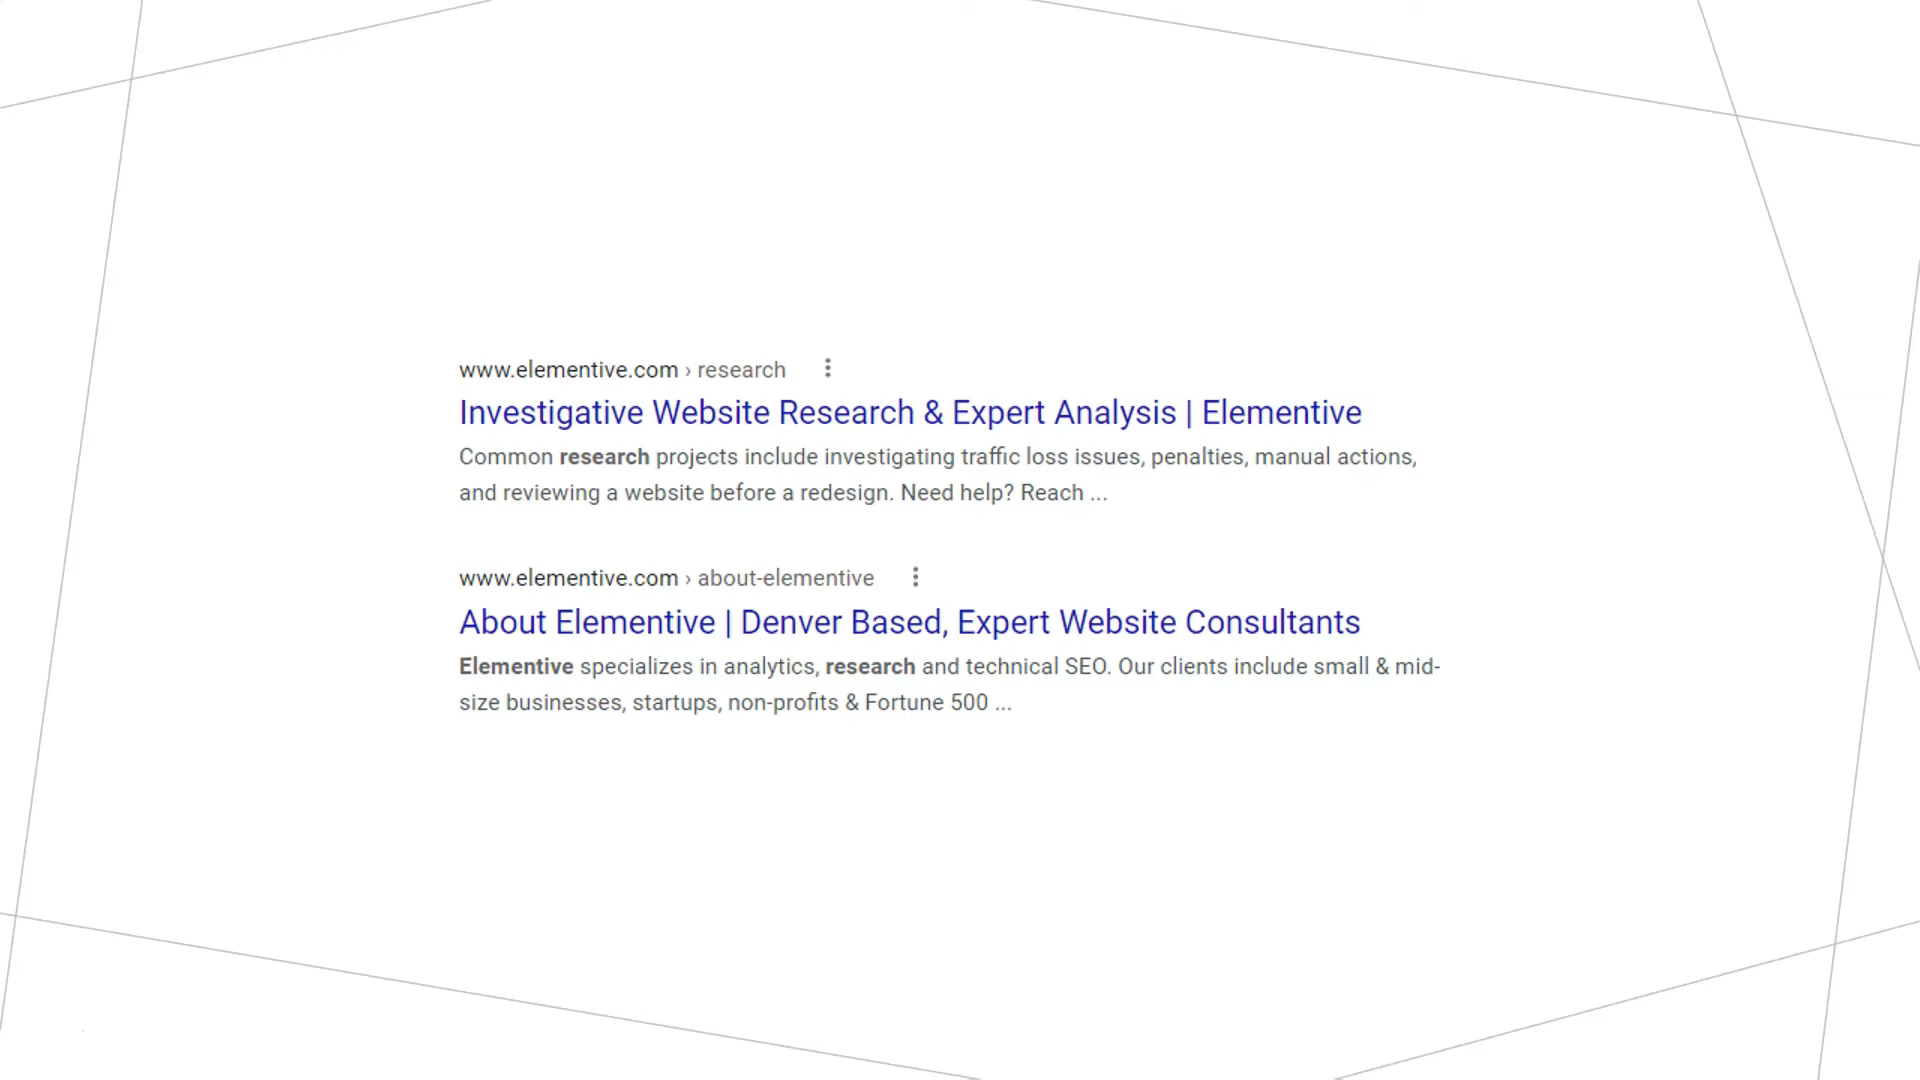 www.elementive.com › research
Investigative Website Research & Expert Analysis | Elementive
Common research projects include investigating traffic loss issues, penalties, manual actions,
and reviewing a website before a redesign. Need help? Reach ...
www.elementive.com › about-elementive
About Elementive | Denver Based, Expert Website Consultants
Elementive specializes in analytics, research and technical SEO. Our clients include small & mid-
size businesses, startups, non-profits & Fortune 500 ...